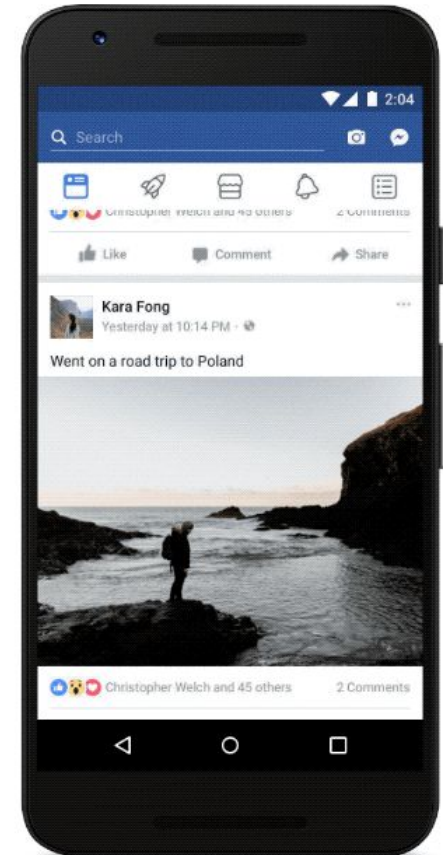 2:04
Search
Christopher Welch and 45 others 2 Comments
Like Comment Share
Kara Fong
Yesterday at 10:14 PM ·
Went on a road trip to Poland
Christopher Welch and 45 others 2 Comments